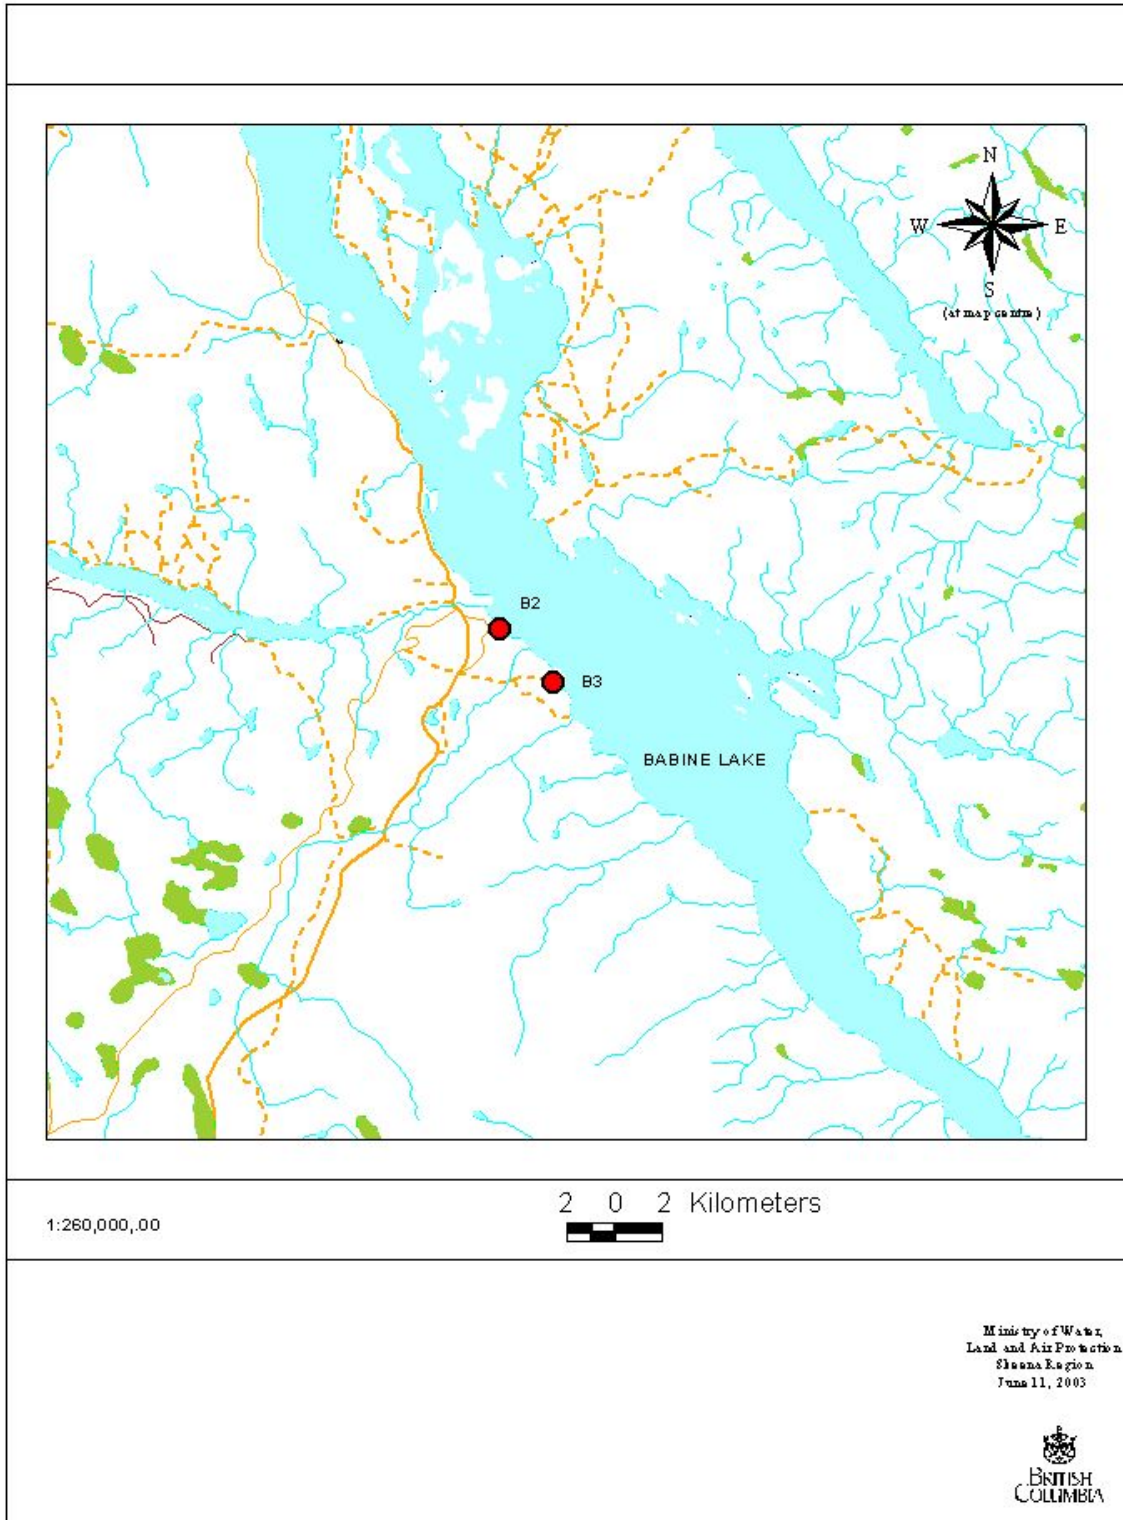 N
W E
S
(at map centre)
B2
B3
BABINE LAKE
2 0 2 Kilometers
1:260,000,.00
Ministry of Water,
Land and Air Protection
Skeena Region
June 11, 2003
BRITISH
COLUMBIA